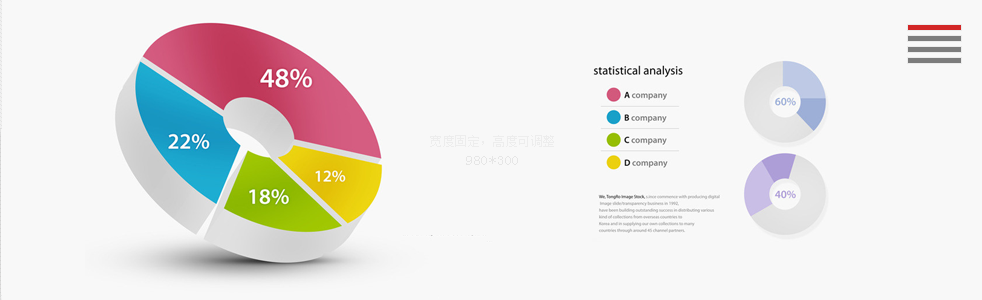 48%
22%
18%
12%
宽度固定，高度可调整
980*300
statistical analysis
A company
B company
C company
D company
We, TongRo Image Stock, cross commence with producing digital
image slide/transparency business in 1992.
have been building outstanding success in distributing various
kind of collections from overseas countries to
Korea and in supplying our own collections to many
countries through around 45 channel partners.
60%
40%